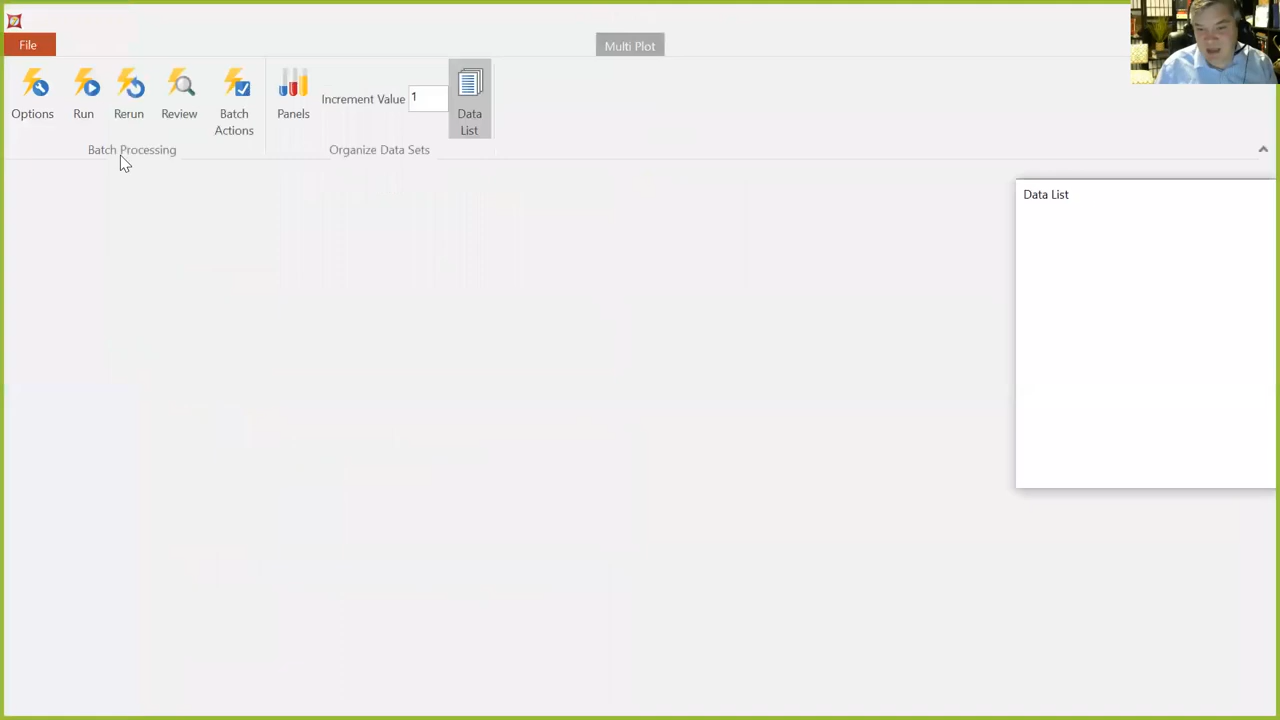 File
Multi Plot
Options
Run
Rerun
Review
Batch
Actions
Panels
Increment Value 1
Data
List
Batch Processing
Organize Data Sets
Data List